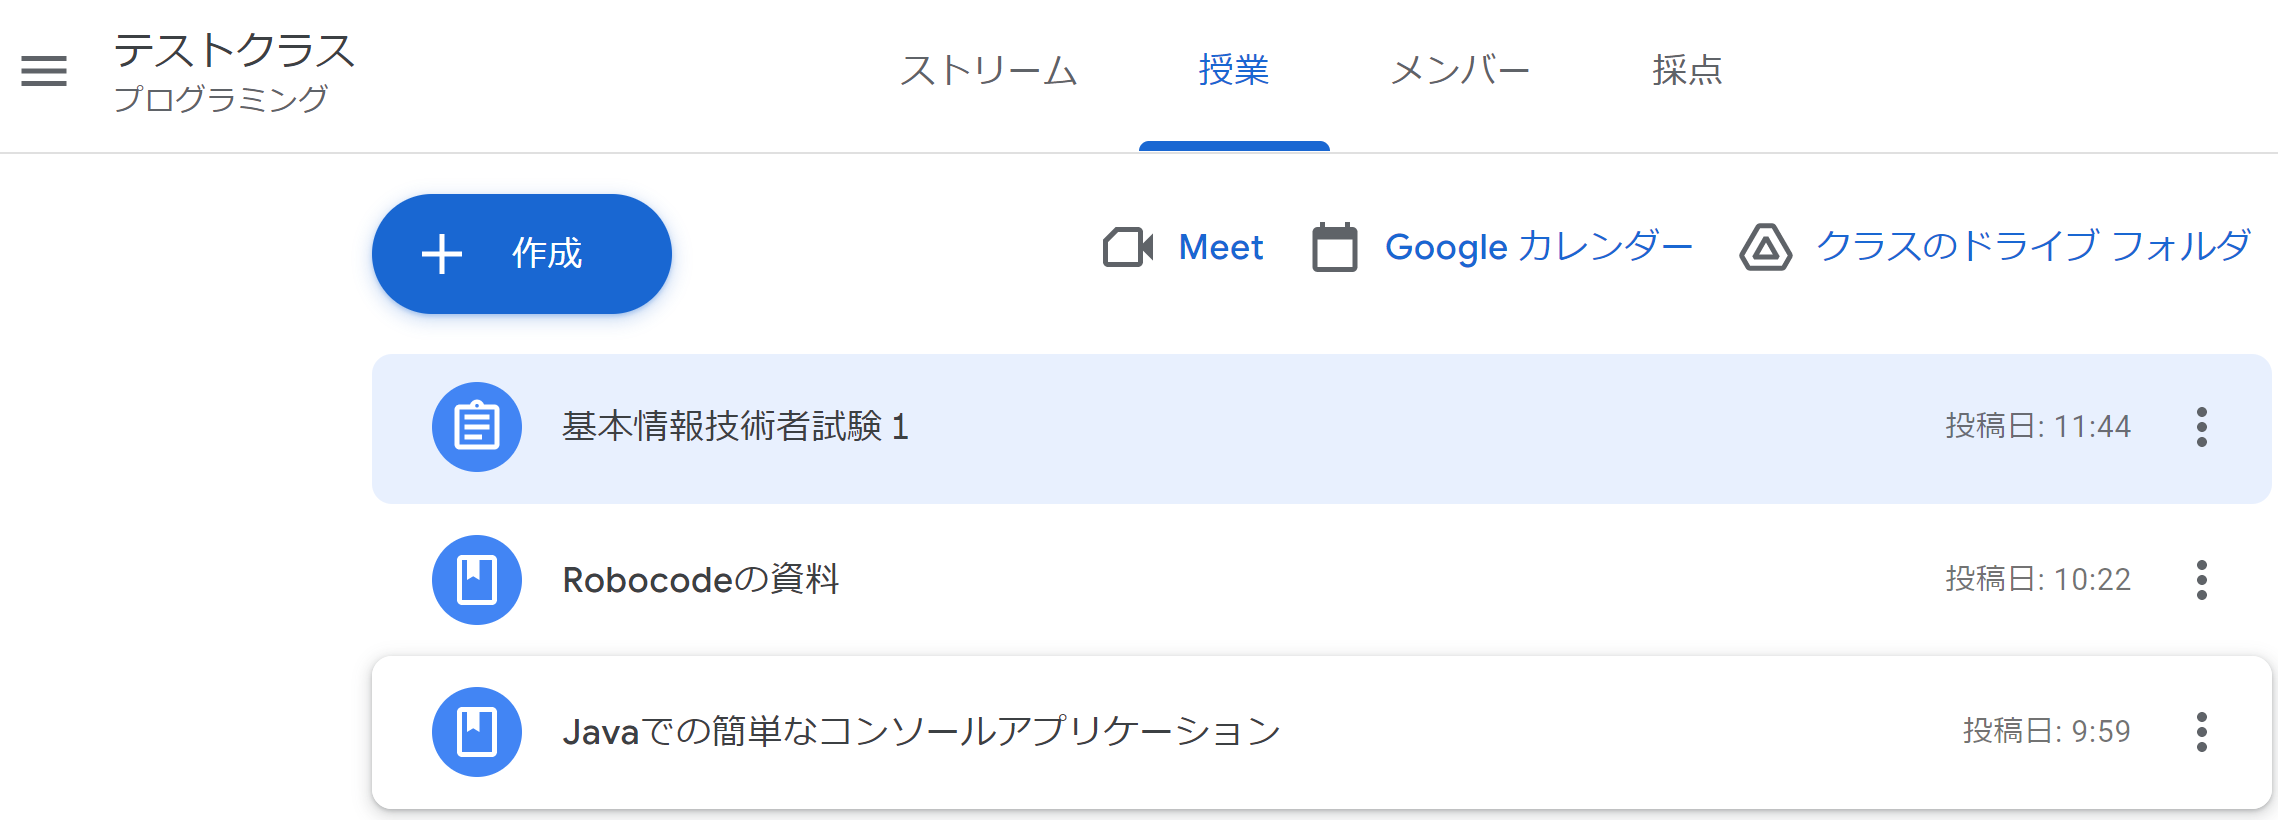 テストクラス
プログラミング
ストリーム 授業 メンバー 採点
作成
Meet Google カレンダー クラスのドライブ フォルダ
基本情報技術者試験 1 投稿日: 11:44
Robocodeの資料 投稿日: 10:22
Javaでの簡単なコンソールアプリケーション 投稿日: 9:59